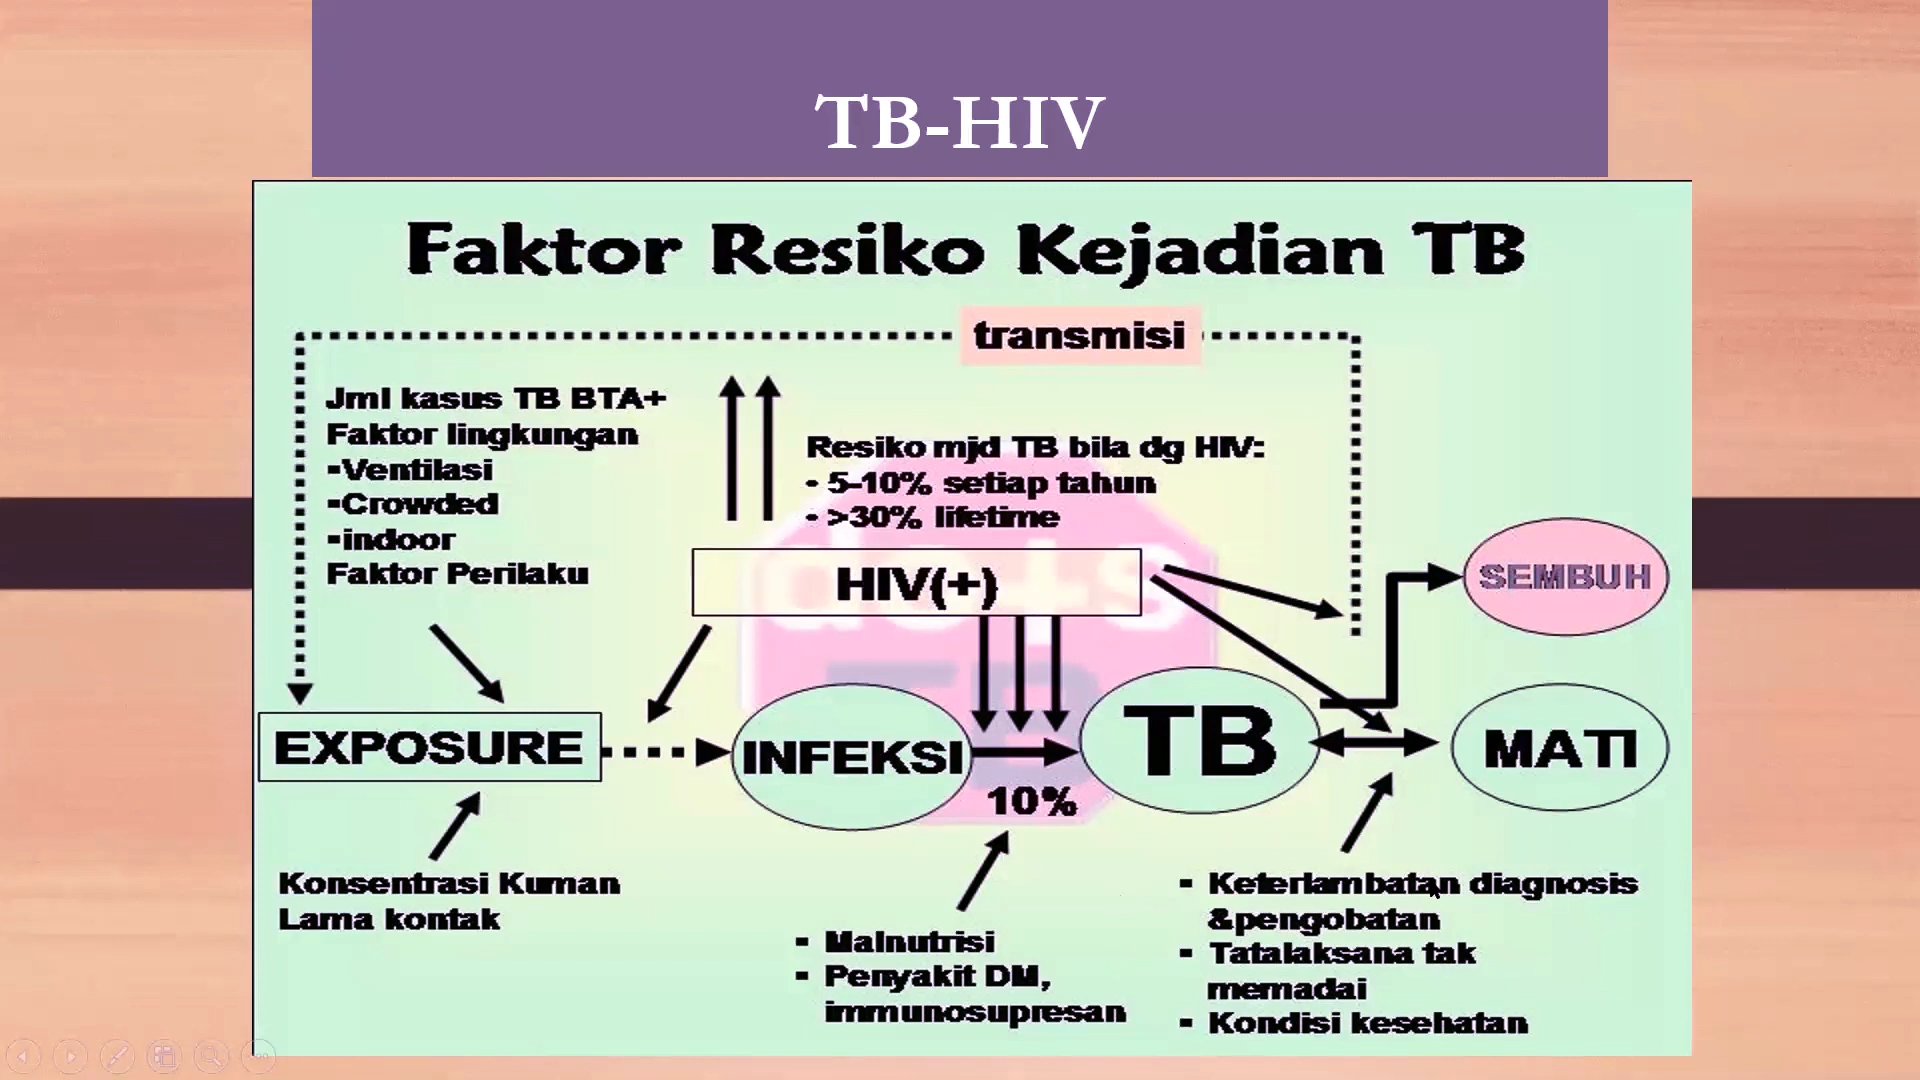 TB-HIV
Faktor Resiko Kejadian TB
transmisi
Jml kasus TB BTA+
Faktor lingkungan
▪Ventilasi
▪Crowded
▪indoor
Faktor Perilaku
Resiko mjd TB bila dg HIV:
- 5-10% setiap tahun
- >30% lifetime
dots
HIV(+)
SEMBUH
TB
EXPOSURE
INFEKSI
TB
MATI
10%
Konsentrasi Kuman
Lama kontak
▪ Malnutrisi
▪ Penyakit DM,
immunosupresan
▪ Keterlambatan diagnosis
&pengobatan
▪ Tatalaksana tak
memadai
▪ Kondisi kesehatan